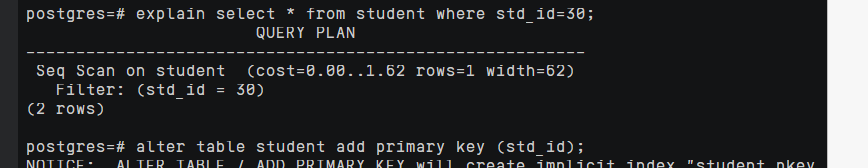 postgres=# explain select * from student where std_id=30;
QUERY PLAN
---------------------------------------------------------
Seq Scan on student  (cost=0.00..1.62 rows=1 width=62)
Filter: (std_id = 30)
(2 rows)
postgres=# alter table student add primary key (std_id);
NOTICE:  ALTER TABLE / ADD PRIMARY KEY will create implicit index "student_pkey